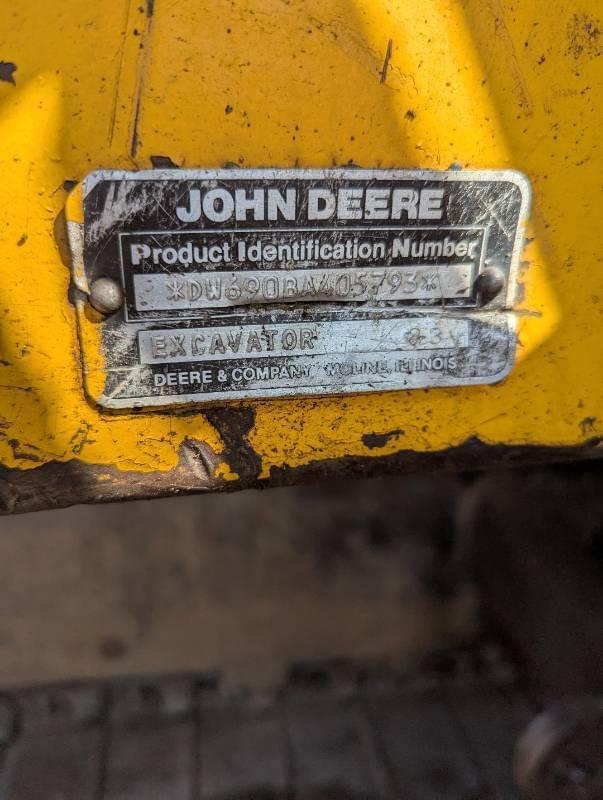 JOHN DEERE
Product Identification Number
*DW690BA405793*
EXCAVATOR
DEERE & COMPANY MOLINE, ILLINOIS